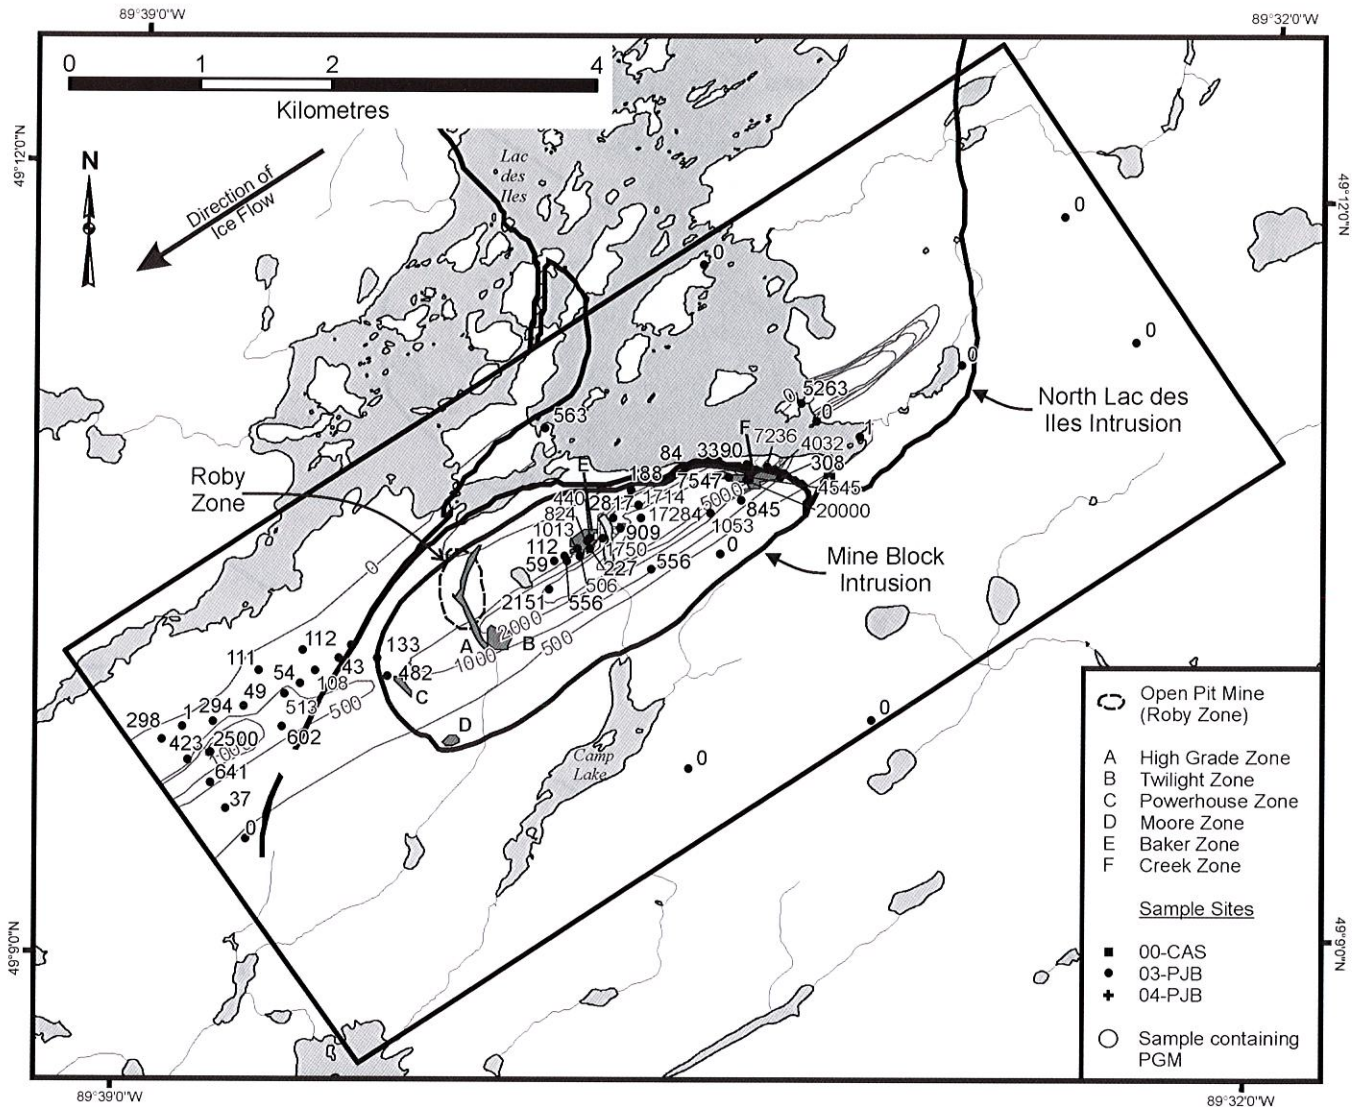 89°39'0"W
89°32'0"W
0 1 2 4
Kilometres
49°12'0"N
49°12'0"N
N
Direction of
Ice Flow
Lac
des
Iles
0
0
0
0
5263
0
0
North Lac des
Iles Intrusion
563
1
F
7236
4032
3390
84
308
Roby
Zone
E
188
7547
4545
440
2817
1714
5000
20000
824
17284
845
1013
909
1053
112
1750
0
Mine Block
Intrusion
59
227
556
506
0
2151
556
2000
A
B
500
1000
112
133
111
54
43
482
108
C
49
500
294
513
298
1
D
0
423
2500
602
1000
Camp
Lake
0
641
37
0
Open Pit Mine
(Roby Zone)
A High Grade Zone
B Twilight Zone
C Powerhouse Zone
D Moore Zone
E Baker Zone
F Creek Zone
Sample Sites
00-CAS
03-PJB
04-PJB
Sample containing
PGM
49°9'0"N
49°9'0"N
89°39'0"W
89°32'0"W